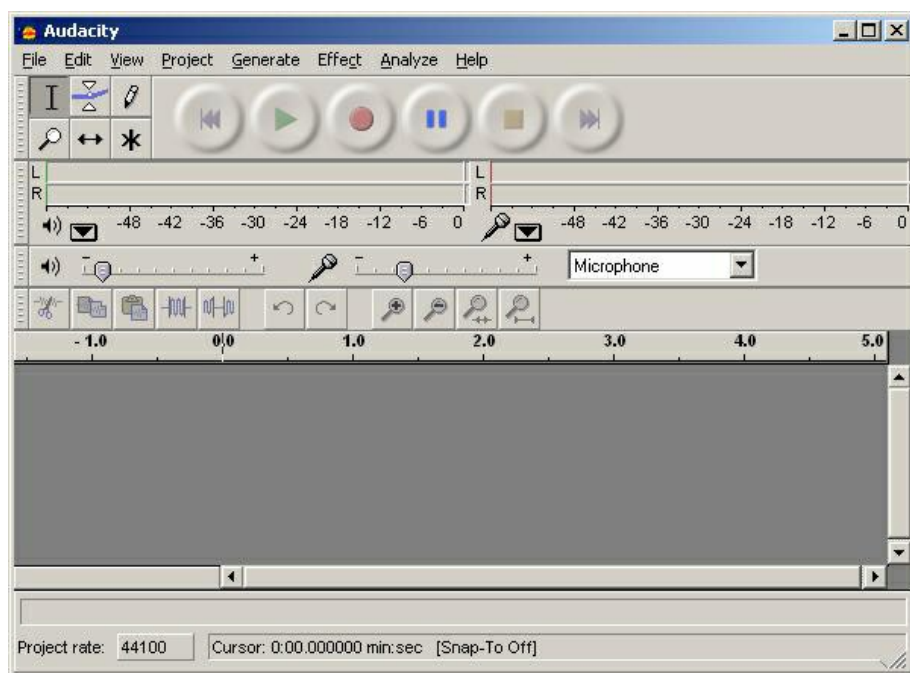 Audacity
File Edit View Project Generate Effect Analyze Help
L L
R R
-48 -42 -36 -30 -24 -18 -12 -6 0 -48 -42 -36 -30 -24 -18 -12 -6 0
- + - + Microphone
- 1.0 0.0 1.0 2.0 3.0 4.0 5.0
Project rate: 44100 Cursor: 0:00.000000 min:sec [Snap-To Off]